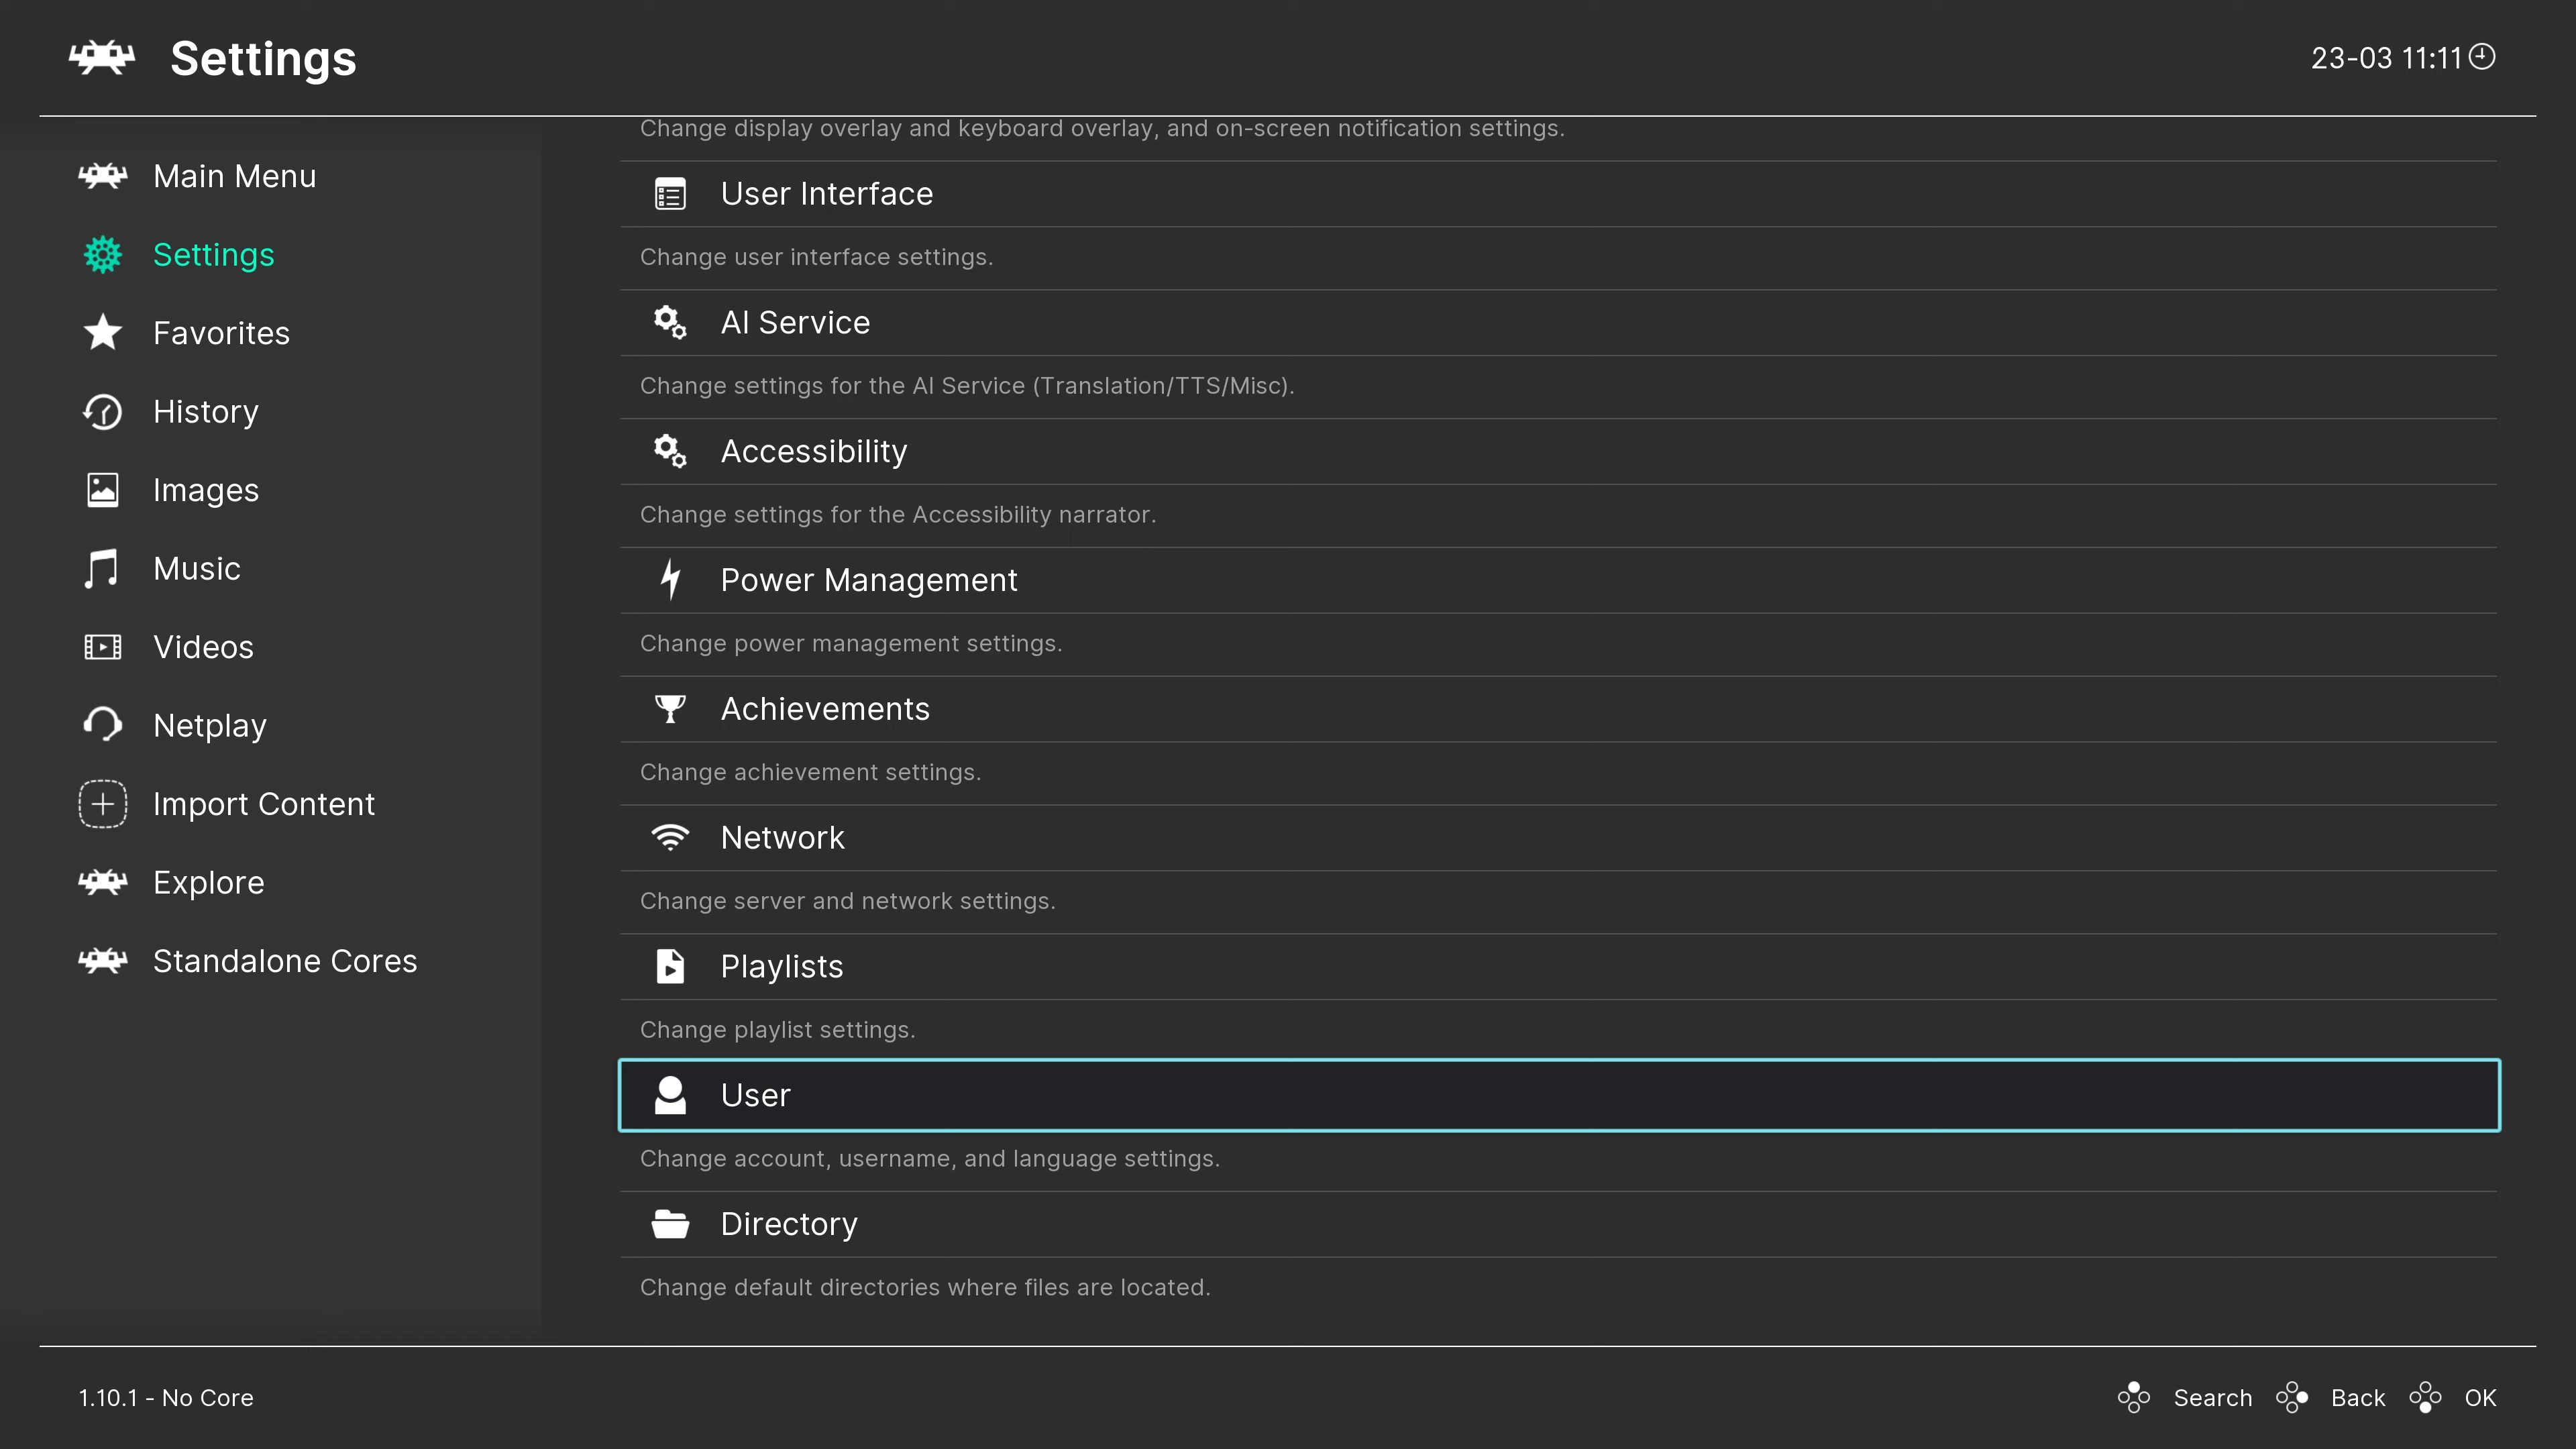 Settings
23-03 11:11
Main Menu
Settings
Favorites
History
Images
Music
Videos
Netplay
Import Content
Explore
Standalone Cores
Change display overlay and keyboard overlay, and on-screen notification settings.
User Interface
Change user interface settings.
AI Service
Change settings for the AI Service (Translation/TTS/Misc).
Accessibility
Change settings for the Accessibility narrator.
Power Management
Change power management settings.
Achievements
Change achievement settings.
Network
Change server and network settings.
Playlists
Change playlist settings.
User
Change account, username, and language settings.
Directory
Change default directories where files are located.
1.10.1 - No Core
Search Back OK